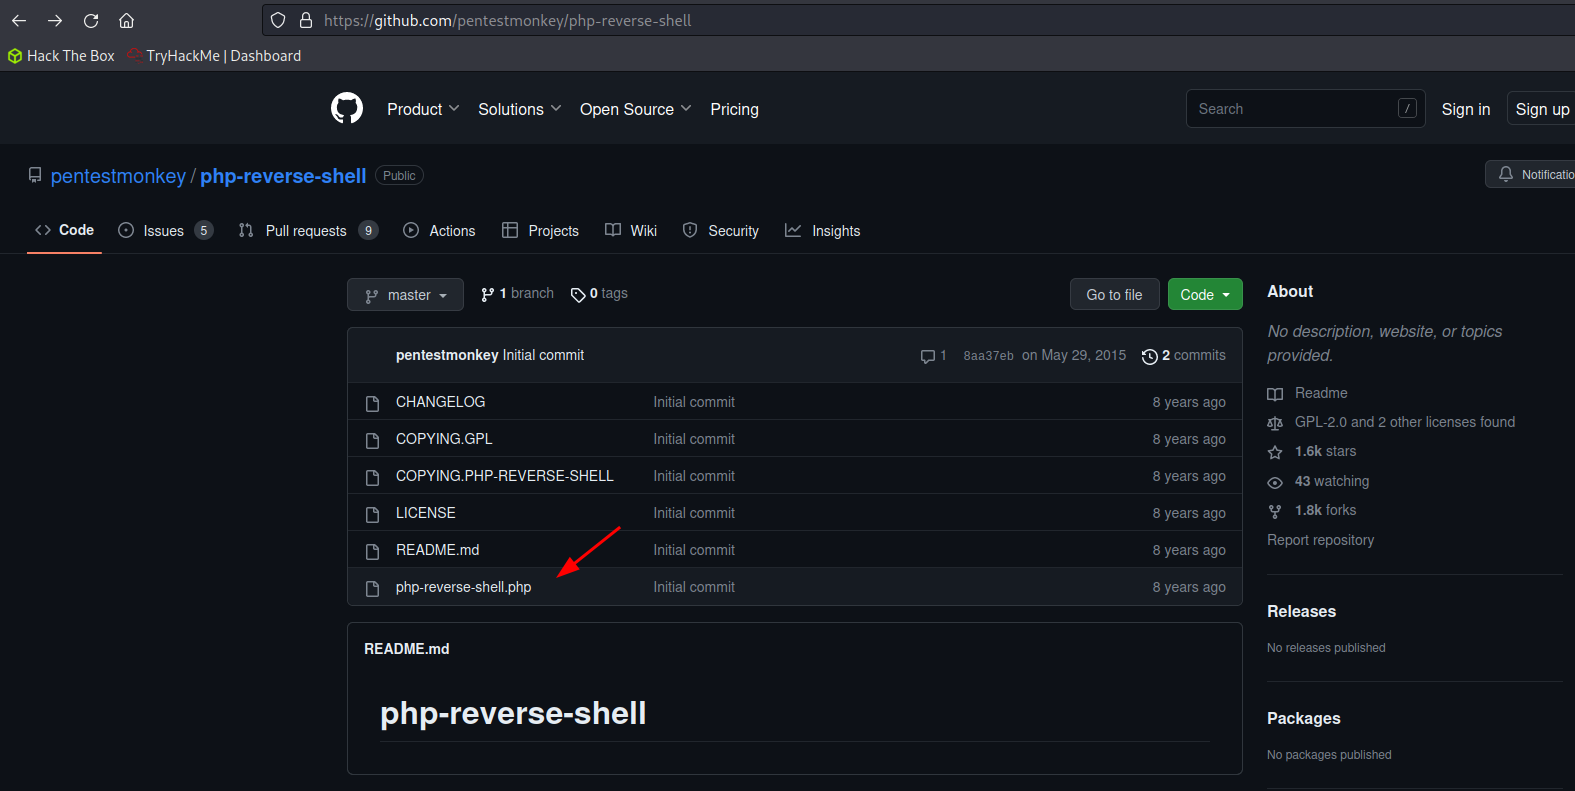 https://github.com/pentestmonkey/php-reverse-shell
Hack The Box TryHackMe | Dashboard
Product Solutions Open Source Pricing Search / Sign in Sign up
pentestmonkey / php-reverse-shell Public Notificatio
Code Issues 5 Pull requests 9 Actions Projects Wiki Security Insights
master 1 branch 0 tags Go to file Code
pentestmonkey Initial commit 1 8aa37eb on May 29, 2015 2 commits
CHANGELOG Initial commit 8 years ago
COPYING.GPL Initial commit 8 years ago
COPYING.PHP-REVERSE-SHELL Initial commit 8 years ago
LICENSE Initial commit 8 years ago
README.md Initial commit 8 years ago
php-reverse-shell.php Initial commit 8 years ago
README.md
php-reverse-shell
About
No description, website, or topics
provided.
Readme
GPL-2.0 and 2 other licenses found
1.6k stars
43 watching
1.8k forks
Report repository
Releases
No releases published
Packages
No packages published